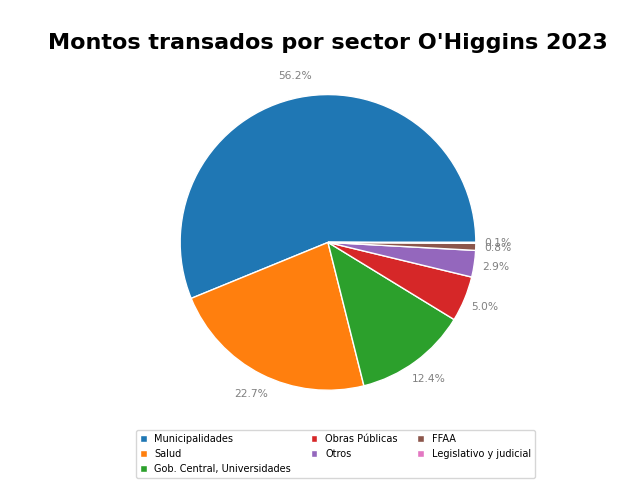 Montos transados por sector O'Higgins 2023
56.2%
0.1%
0.8%
2.9%
5.0%
12.4%
22.7%
Municipalidades
Salud
Gob. Central, Universidades
Obras Públicas
Otros
FFAA
Legislativo y judicial